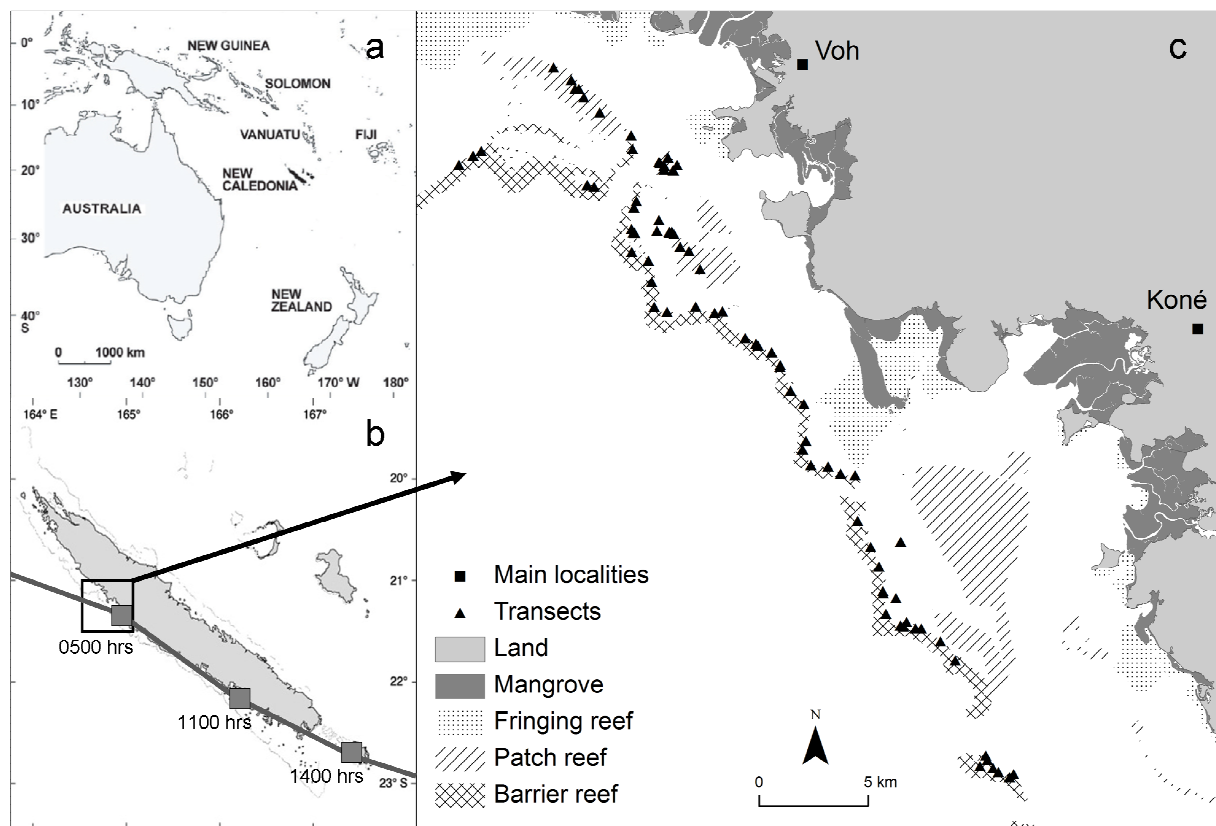 a
NEW GUINEA
SOLOMON
VANUATU
FIJI
NEW
CALEDONIA
AUSTRALIA
NEW
ZEALAND
0°
10°
20°
30°
40°
S
0 1000 km
130° 140° 150° 160° 170° W 180°
164° E 165° 166° 167°
b
20°
21°
22°
23° S
0500 hrs
1100 hrs
1400 hrs
c
Voh
Koné
Main localities
Transects
Land
Mangrove
Fringing reef
Patch reef
Barrier reef
N
0 5 km